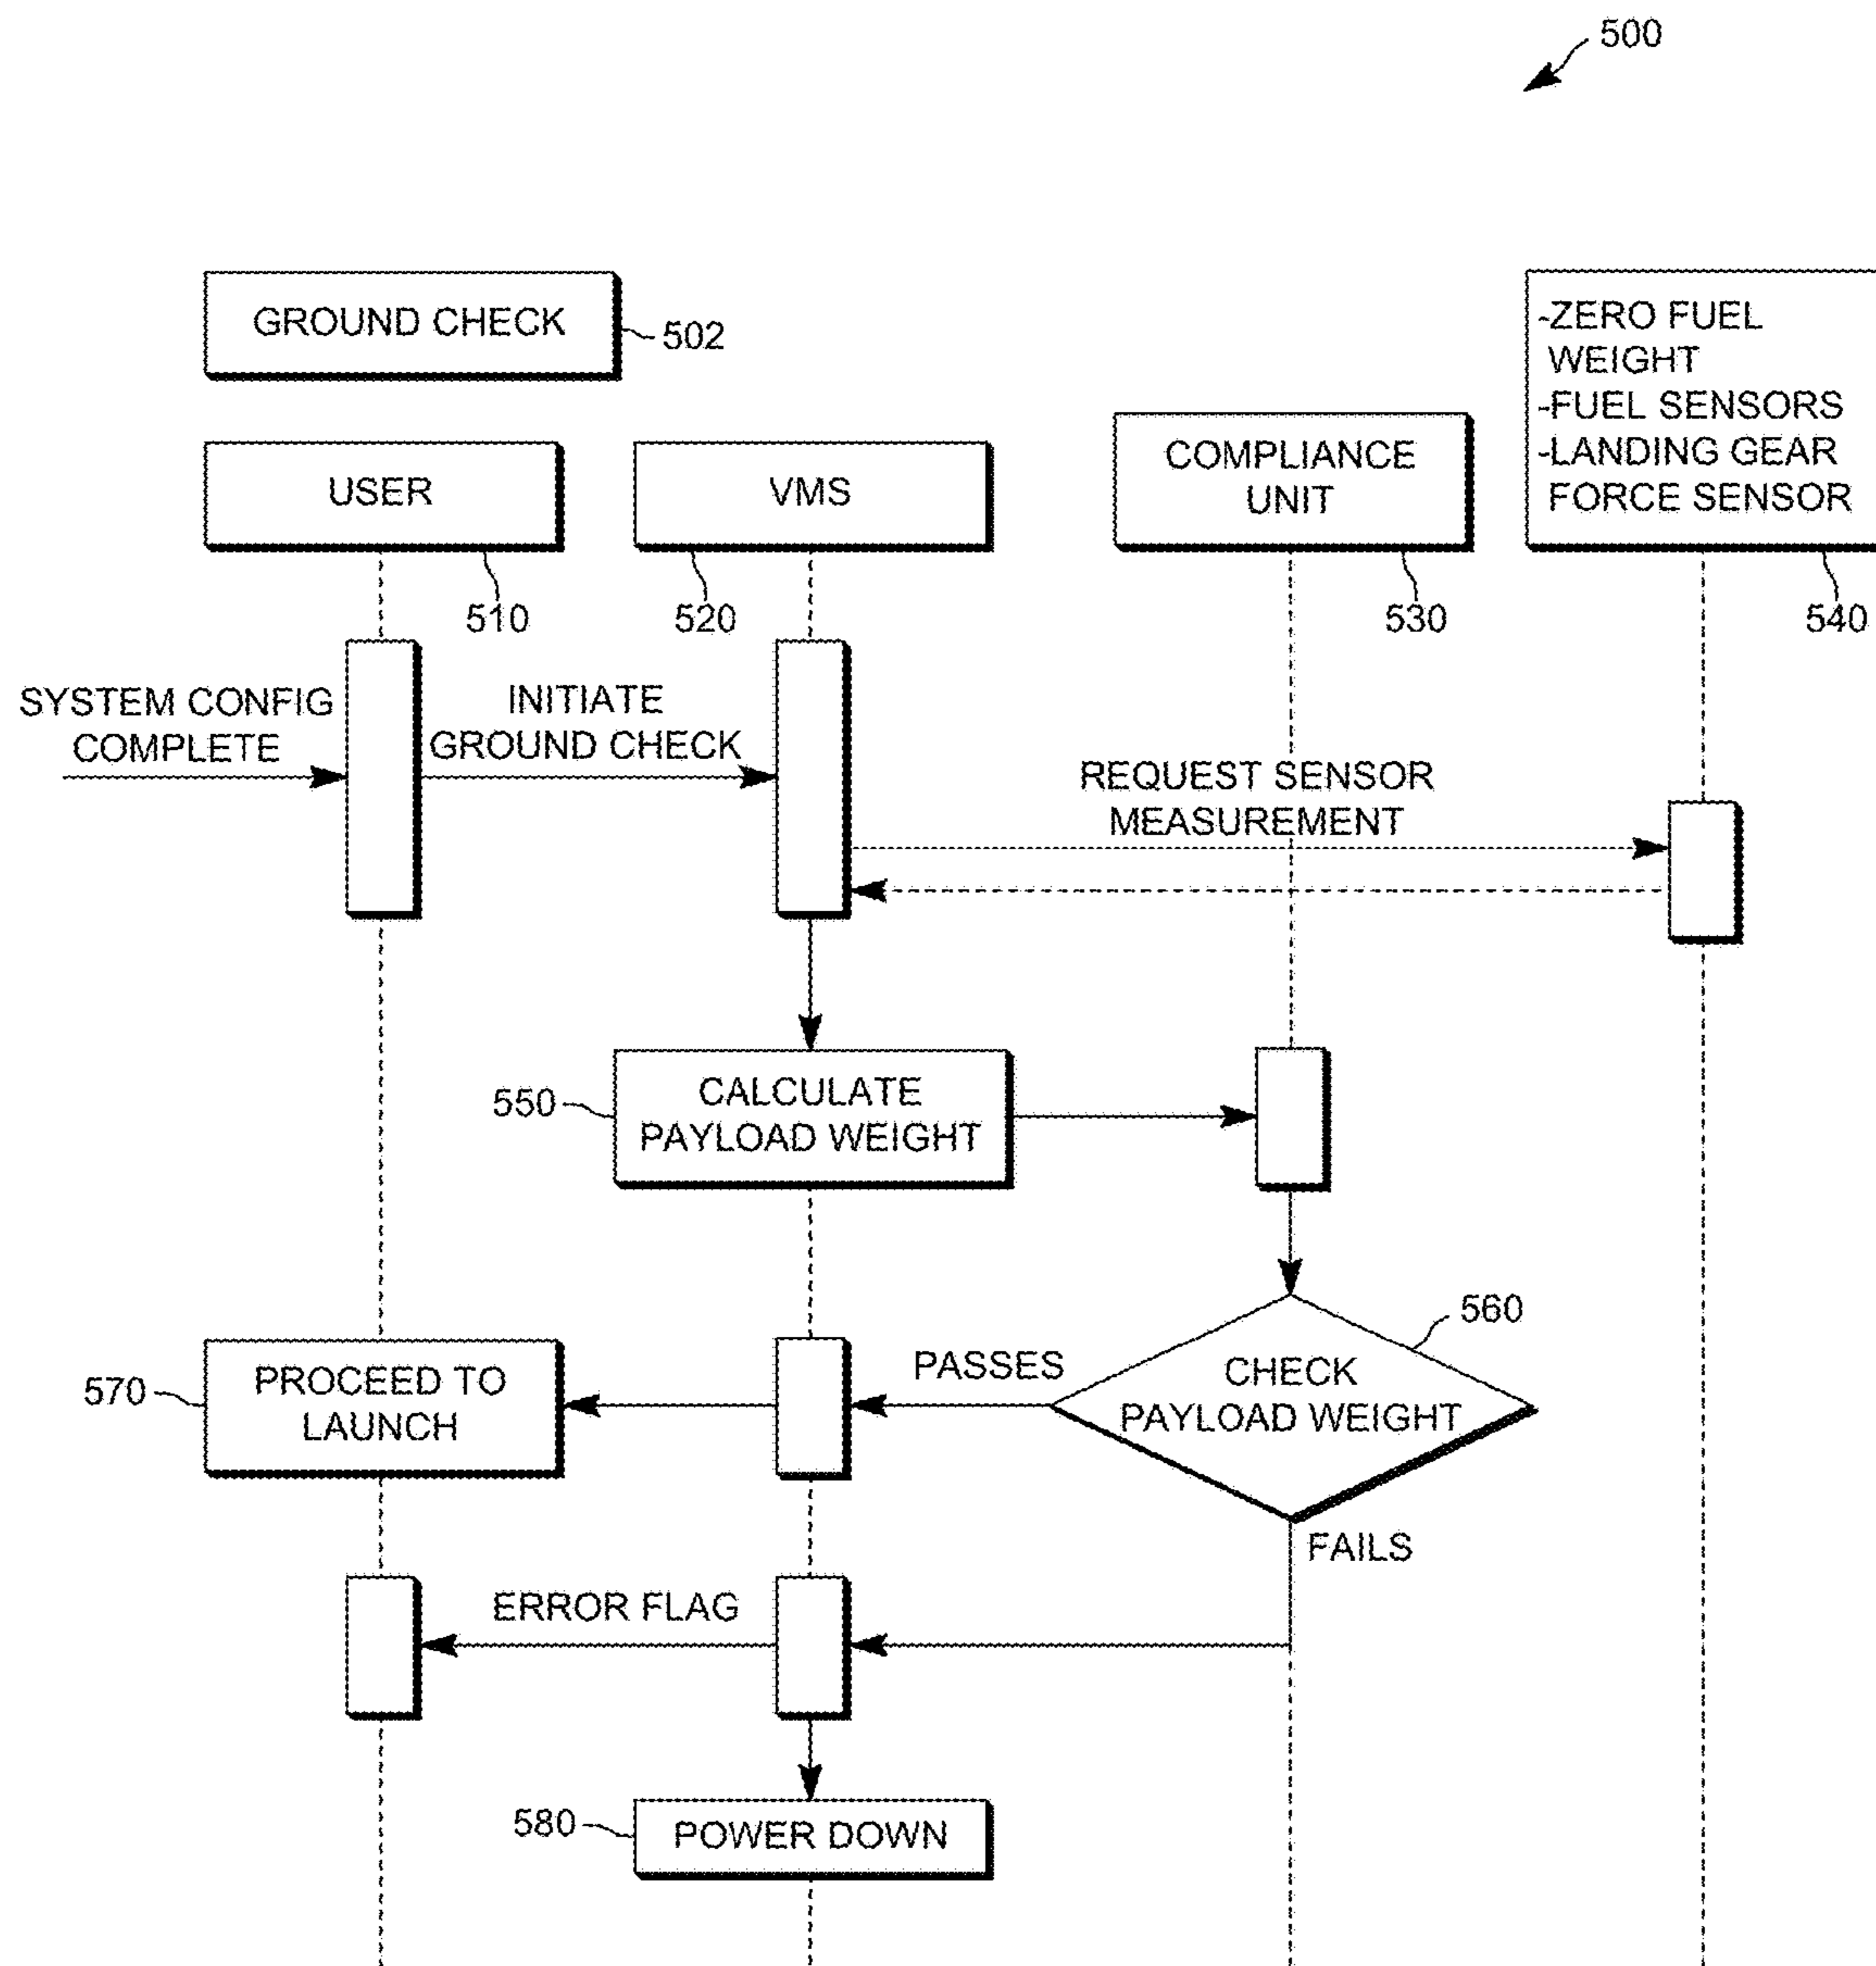 500
GROUND CHECK
502
-ZERO FUEL
WEIGHT
-FUEL SENSORS
-LANDING GEAR
FORCE SENSOR
USER
VMS
COMPLIANCE
UNIT
510
520
530
540
SYSTEM CONFIG
COMPLETE
INITIATE
GROUND CHECK
REQUEST SENSOR
MEASUREMENT
550
CALCULATE
PAYLOAD WEIGHT
560
CHECK
PAYLOAD WEIGHT
PASSES
570
PROCEED TO
LAUNCH
FAILS
ERROR FLAG
580
POWER DOWN